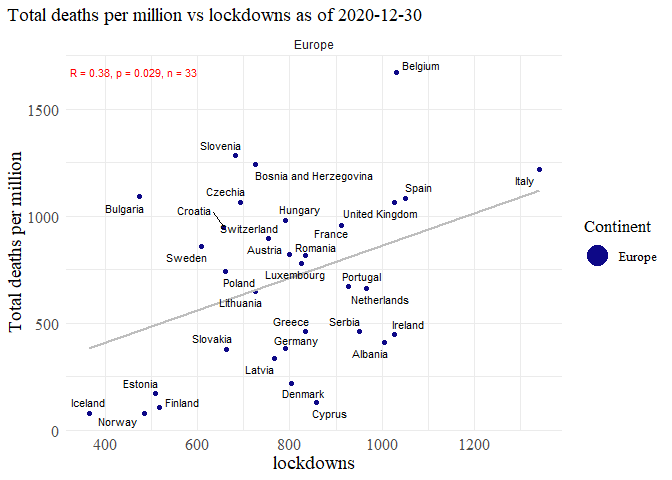 Total deaths per million vs lockdowns as of 2020-12-30
Europe
R = 0.38, p = 0.029, n = 33
Belgium
Slovenia
Bosnia and Herzegovina
Italy
Spain
Czechia
Bulgaria
Croatia
Hungary
United Kingdom
Switzerland
France
Sweden
Austria
Romania
Luxembourg
Poland
Portugal
Lithuania
Netherlands
Greece
Serbia
Ireland
Slovakia
Germany
Albania
Latvia
Estonia
Denmark
Iceland
Finland
Norway
Cyprus
1500
1000
500
0
Total deaths per million
400 600 800 1000 1200
lockdowns
Continent
Europe